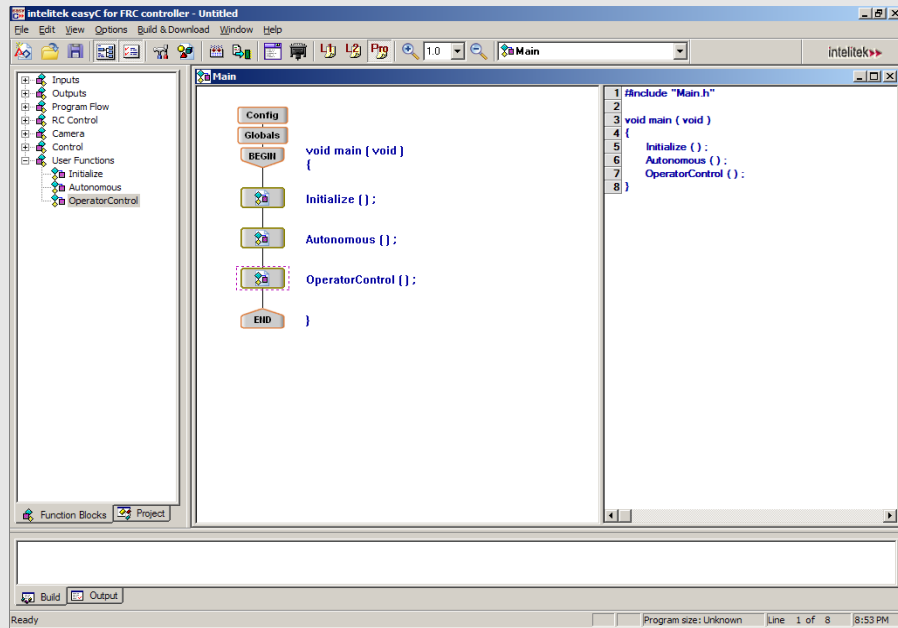 intelitek easyC for FRC controller - Untitled
File Edit View Options Build & Download Window Help
1.0
Main
intelitek
Inputs
Outputs
Program Flow
RC Control
Camera
Control
User Functions
Initialize
Autonomous
OperatorControl
Function Blocks
Project
Main
Config
Globals
BEGIN
void main ( void )
{
Initialize ( ) ;
Autonomous ( ) ;
OperatorControl ( ) ;
END
}
1 #include "Main.h"
2
3 void main ( void )
4 {
5 Initialize ( ) ;
6 Autonomous ( ) ;
7 OperatorControl ( ) ;
8 }
Build
Output
Ready
Program size: Unknown
Line 1 of 8
8:53 PM